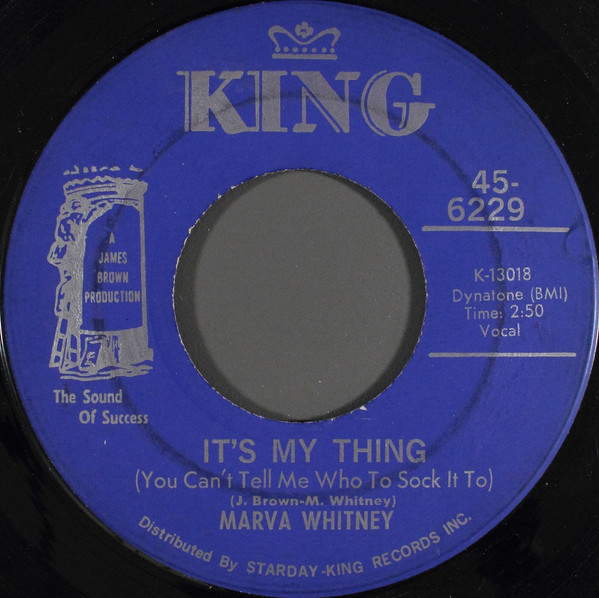 KING
45-
6229
K-13018
Dynatone (BMI)
Time: 2:50
Vocal
A
JAMES
BROWN
PRODUCTION
The Sound
Of Success
IT'S MY THING
(You Can't Tell Me Who To Sock It To)
(J. Brown-M. Whitney)
MARVA WHITNEY
Distributed By STARDAY-KING RECORDS INC.